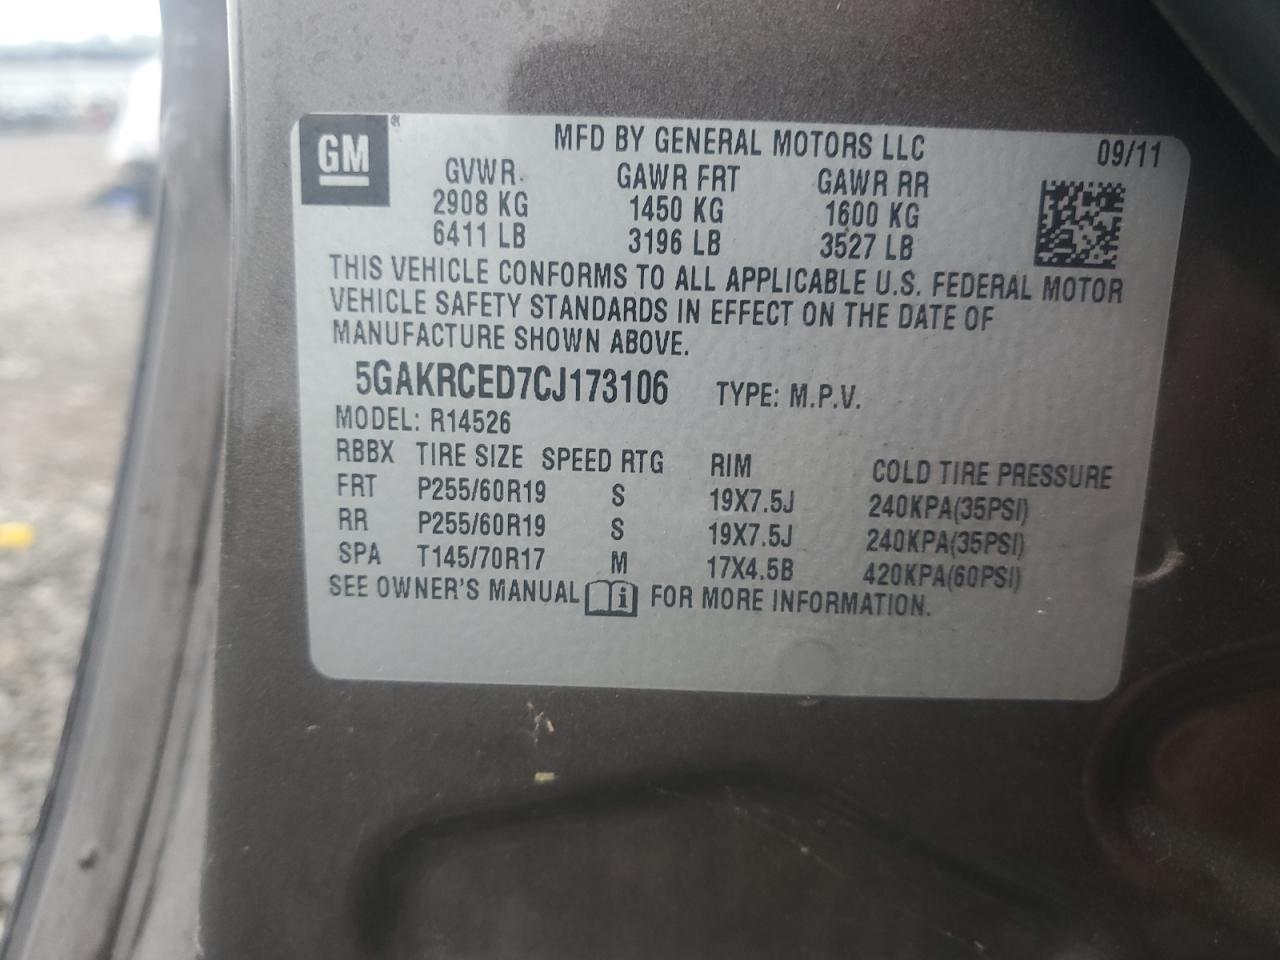 GM ®
MFD BY GENERAL MOTORS LLC 09/11
GVWR GAWR FRT GAWR RR
2908 KG 1450 KG 1600 KG
6411 LB 3196 LB 3527 LB
THIS VEHICLE CONFORMS TO ALL APPLICABLE U.S. FEDERAL MOTOR
VEHICLE SAFETY STANDARDS IN EFFECT ON THE DATE OF
MANUFACTURE SHOWN ABOVE.
5GAKRCED7CJ173106 TYPE: M.P.V.
MODEL: R14526
RBBX TIRE SIZE SPEED RTG RIM COLD TIRE PRESSURE
FRT P255/60R19 S 19X7.5J 240KPA(35PSI)
RR P255/60R19 S 19X7.5J 240KPA(35PSI)
SPA T145/70R17 M 17X4.5B 420KPA(60PSI)
SEE OWNER'S MANUAL i FOR MORE INFORMATION.